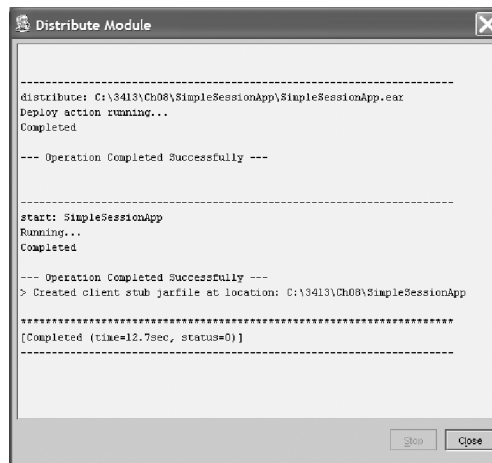 Distribute Module
--------------------------------------------------------------------
distribute: C:\3413\Ch08\SimpleSessionApp\SimpleSessionApp.ear
Deploy action running...
Completed
--- Operation Completed Successfully ---
--------------------------------------------------------------------
start: SimpleSessionApp
Running...
Completed
--- Operation Completed Successfully ---
> Created client stub jarfile at location: C:\3413\Ch08\SimpleSessionApp
********************************************************************
[Completed (time=12.7sec, status=0)]
--------------------------------------------------------------------
Stop Close